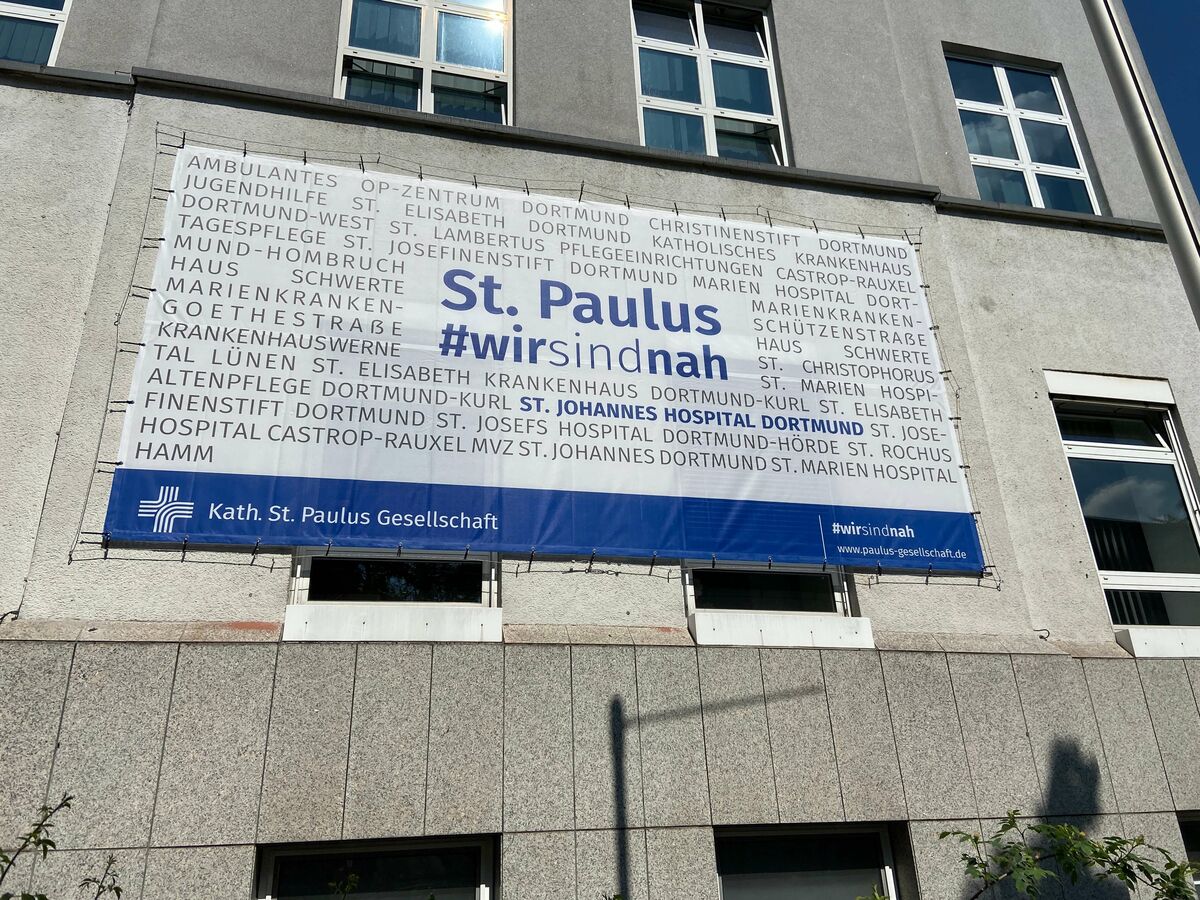 AMBULANTES OP-ZENTRUM DORTMUND CHRISTINENSTIFT DORTMUND
JUGENDHILFE ST. ELISABETH DORTMUND KATHOLISCHES KRANKENHAUS
DORTMUND-WEST ST. LAMBERTUS PFLEGEEINRICHTUNGEN CASTROP-RAUXEL
TAGESPFLEGE ST. JOSEFINENSTIFT DORTMUND MARIEN HOSPITAL DORT-
MUND-HOMBRUCH MARIENKRANKEN-
HAUS SCHWERTE SCHÜTZENSTRAßE
MARIENKRANKEN- HAUS SCHWERTE
GOETHESTRAßE ST. CHRISTOPHORUS
KRANKENHAUSWERNE ST. MARIEN HOSPI-
St. Paulus
#wirsindnah
TAL LÜNEN ST. ELISABETH KRANKENHAUS DORTMUND-KURL ST. ELISABETH
ALTENPFLEGE DORTMUND-KURL ST. JOHANNES HOSPITAL DORTMUND ST. JOSE-
FINENSTIFT DORTMUND ST. JOSEFS HOSPITAL DORTMUND-HÖRDE ST. ROCHUS
HOSPITAL CASTROP-RAUXEL MVZ ST. JOHANNES DORTMUND ST. MARIEN HOSPITAL
HAMM
Kath. St. Paulus Gesellschaft
#wirsindnah
www.paulus-gesellschaft.de